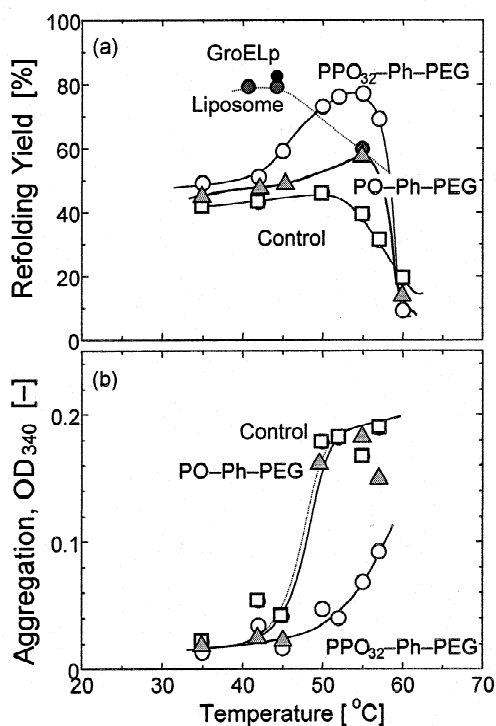 (a)
GroELp
Liposome
PPO32–Ph–PEG
PO–Ph–PEG
Control
Refolding Yield [%]
100
80
60
40
20
0
(b)
Control
PO–Ph–PEG
PPO32–Ph–PEG
Aggregation, OD340 [–]
0.2
0.1
0
20 30 40 50 60 70
Temperature [°C]